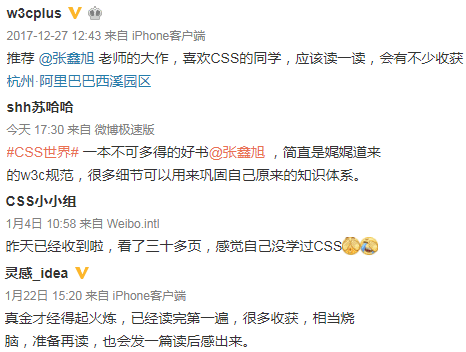 w3cplus
2017-12-27 12:43 来自 iPhone客户端
推荐 @张鑫旭 老师的大作，喜欢CSS的同学，应该读一读，会有不少收获
杭州·阿里巴巴西溪园区
shh苏哈哈
今天 17:30 来自 微博极速版
#CSS世界# 一本不可多得的好书@张鑫旭 ，简直是娓娓道来
的w3c规范，很多细节可以用来巩固自己原来的知识体系。
CSS小小组
1月4日 10:58 来自 Weibo.intl
昨天已经收到啦，看了三十多页，感觉自己没学过CSS
灵感_idea
1月22日 15:20 来自 iPhone客户端
真金才经得起火炼，已经读完第一遍，很多收获，相当烧
脑，准备再读，也会发一篇读后感出来。